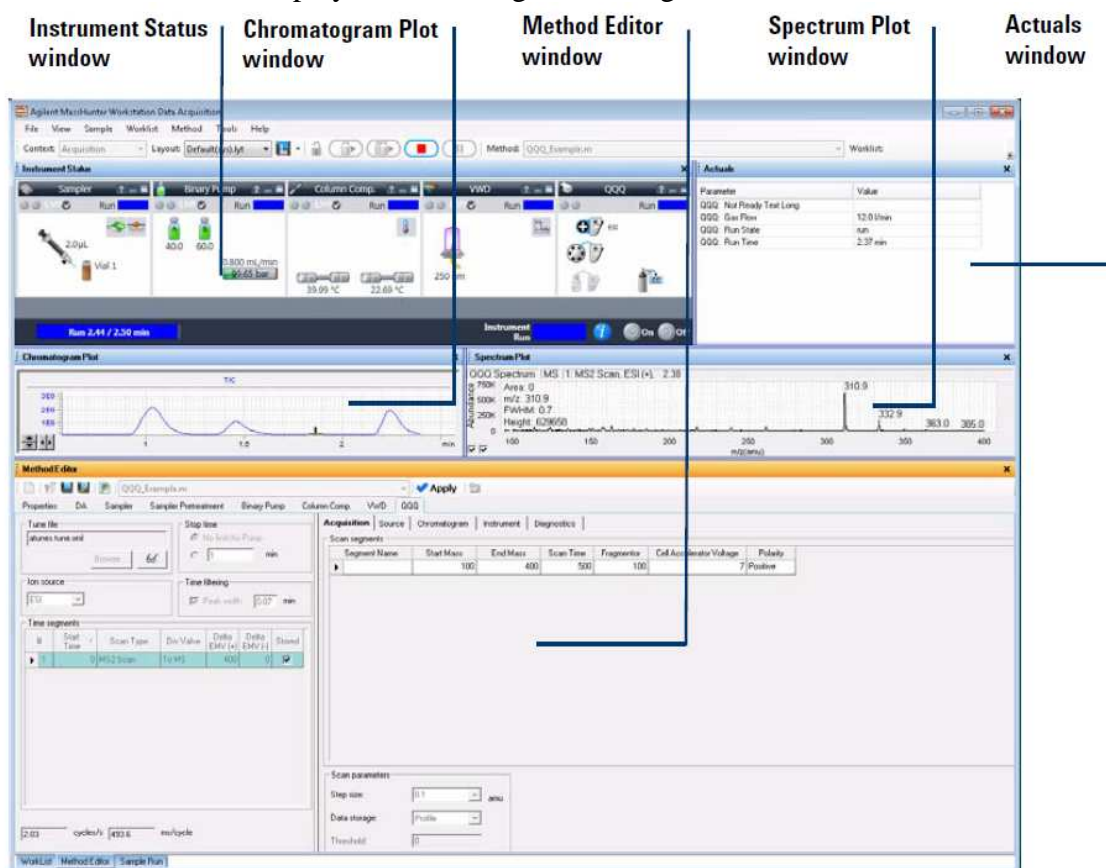 Instrument Status
window
Chromatogram Plot
window
Method Editor
window
Spectrum Plot
window
Actuals
window
Agilent MassHunter Workstation Data Acquisition
File View Sample Worklist Method Tools Help
Context: Acquisition Layout: Method: QQQ_Example.m Worklist:
Instrument Status
Actuals
Sampler Binary Pump Column Comp. VWD QQQ
Run Run Run Run Run
Parameter Value
QQQ: Not Ready Text Long
QQQ: Gas Flow 12.0 l/min
QQQ: Run State run
QQQ: Run Time 2.37 min
2.0µL
Vial 1
40.0 60.0
0.800 mL/min
99.65 bar
39.99 °C 22.69 °C
250 nm
ESI
Run 2.44 / 2.50 min
Instrument
Run
On Off
Chromatogram Plot
Spectrum Plot
TIC
1 1.5 2 min
QQQ Spectrum MS 1: MS2 Scan, ESI (+), 2.38
Area: 0
m/z: 310.9
FWHM: 0.7
Height: 629658
Abundance
750K
500K
250K
0
310.9
332.9
363.0 385.0
100 150 200 250 300 350 400
m/z(amu)
Method Editor
QQQ_Example.m Apply
Properties DA Sampler Sampler Pretreatment Binary Pump Column Comp. VWD QQQ
Tune file
atunes.tune.xml
Browse
Stop time
No limit/As Pump
1 min
Ion source
ESI
Time filtering
Peak width 0.07 min
Time segments
# Start Time Scan Type Div Valve Delta EMV (+) Delta EMV (-) Stored
1 0 MS2 Scan To MS 400 0
2.03 cycles/s 493.6 ms/cycle
Acquisition Source Chromatogram Instrument Diagnostics
Scan segments
Segment Name Start Mass End Mass Scan Time Fragmentor Cell Accelerator Voltage Polarity
100 400 500 100 7 Positive
Scan parameters
Step size: 0.1 amu
Data storage: Profile
Threshold: 0
WorkList Method Editor Sample Run